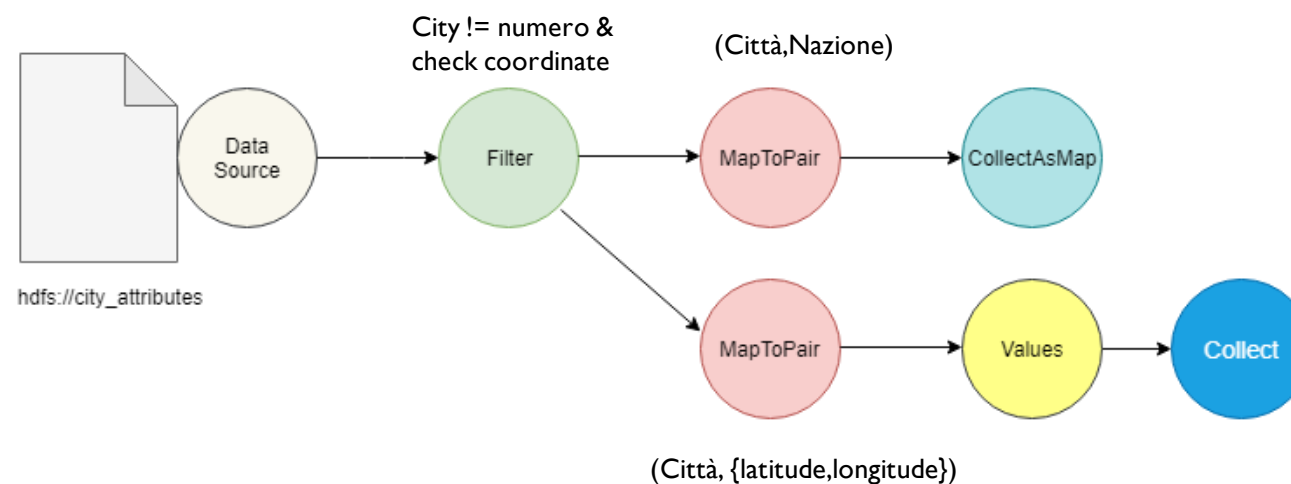 City != numero &
check coordinate
(Città,Nazione)
Data
Source
Filter
MapToPair
CollectAsMap
hdfs://city_attributes
MapToPair
Values
Collect
(Città, {latitude,longitude})